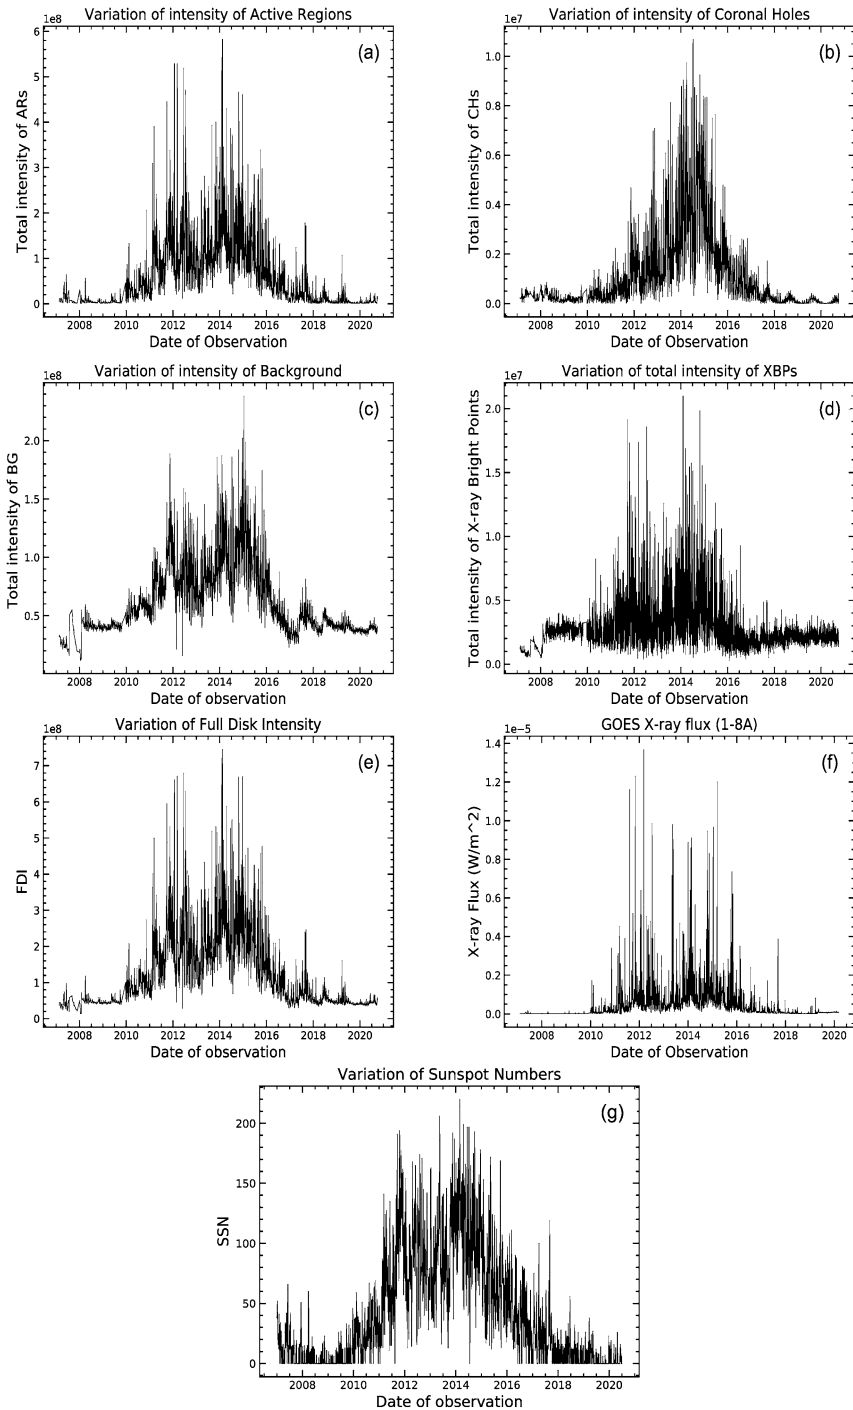 Variation of intensity of Active Regions
1e8
(a)
6
5
4
3
2
1
0
Total intensity of ARs
2008 2010 2012 2014 2016 2018 2020
Date of Observation
Variation of intensity of Coronal Holes
1e7
(b)
1.0
0.8
0.6
0.4
0.2
0.0
Total intensity of CHs
2008 2010 2012 2014 2016 2018 2020
Date of Observation
Variation of intensity of Background
1e8
(c)
2.0
1.5
1.0
0.5
Total intensity of BG
2008 2010 2012 2014 2016 2018 2020
Date of observation
Variation of total intensity of XBPs
1e7
(d)
2.0
1.5
1.0
0.5
0.0
Total intensity of X-ray Bright Points
2008 2010 2012 2014 2016 2018 2020
Date of Observation
Variation of Full Disk Intensity
1e8
(e)
7
6
5
4
3
2
1
0
FDI
2008 2010 2012 2014 2016 2018 2020
Date of observation
GOES X-ray flux (1-8A)
1e−5
(f)
1.4
1.2
1.0
0.8
0.6
0.4
0.2
0.0
X-ray Flux (W/m^2)
2008 2010 2012 2014 2016 2018 2020
Date of Observation
Variation of Sunspot Numbers
(g)
200
150
100
50
0
SSN
2008 2010 2012 2014 2016 2018 2020
Date of observation